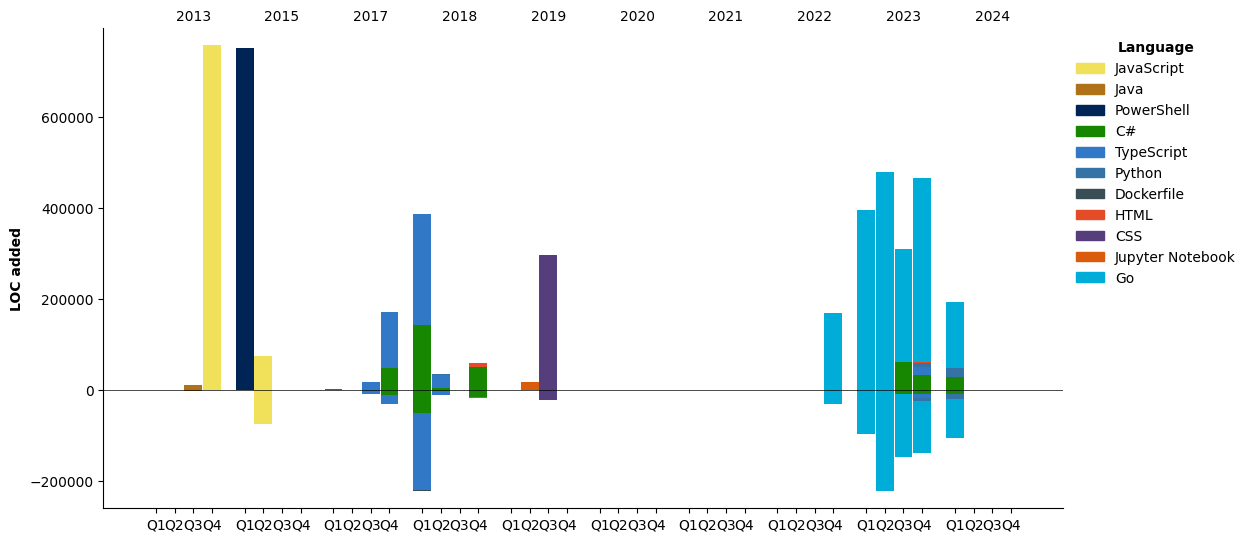 2013 2015 2017 2018 2019 2020 2021 2022 2023 2024
Language
JavaScript
Java
PowerShell
C#
TypeScript
Python
Dockerfile
HTML
CSS
Jupyter Notebook
Go
LOC added
600000
400000
200000
0
−200000
Q1Q2Q3Q4 Q1Q2Q3Q4 Q1Q2Q3Q4 Q1Q2Q3Q4 Q1Q2Q3Q4 Q1Q2Q3Q4 Q1Q2Q3Q4 Q1Q2Q3Q4 Q1Q2Q3Q4 Q1Q2Q3Q4